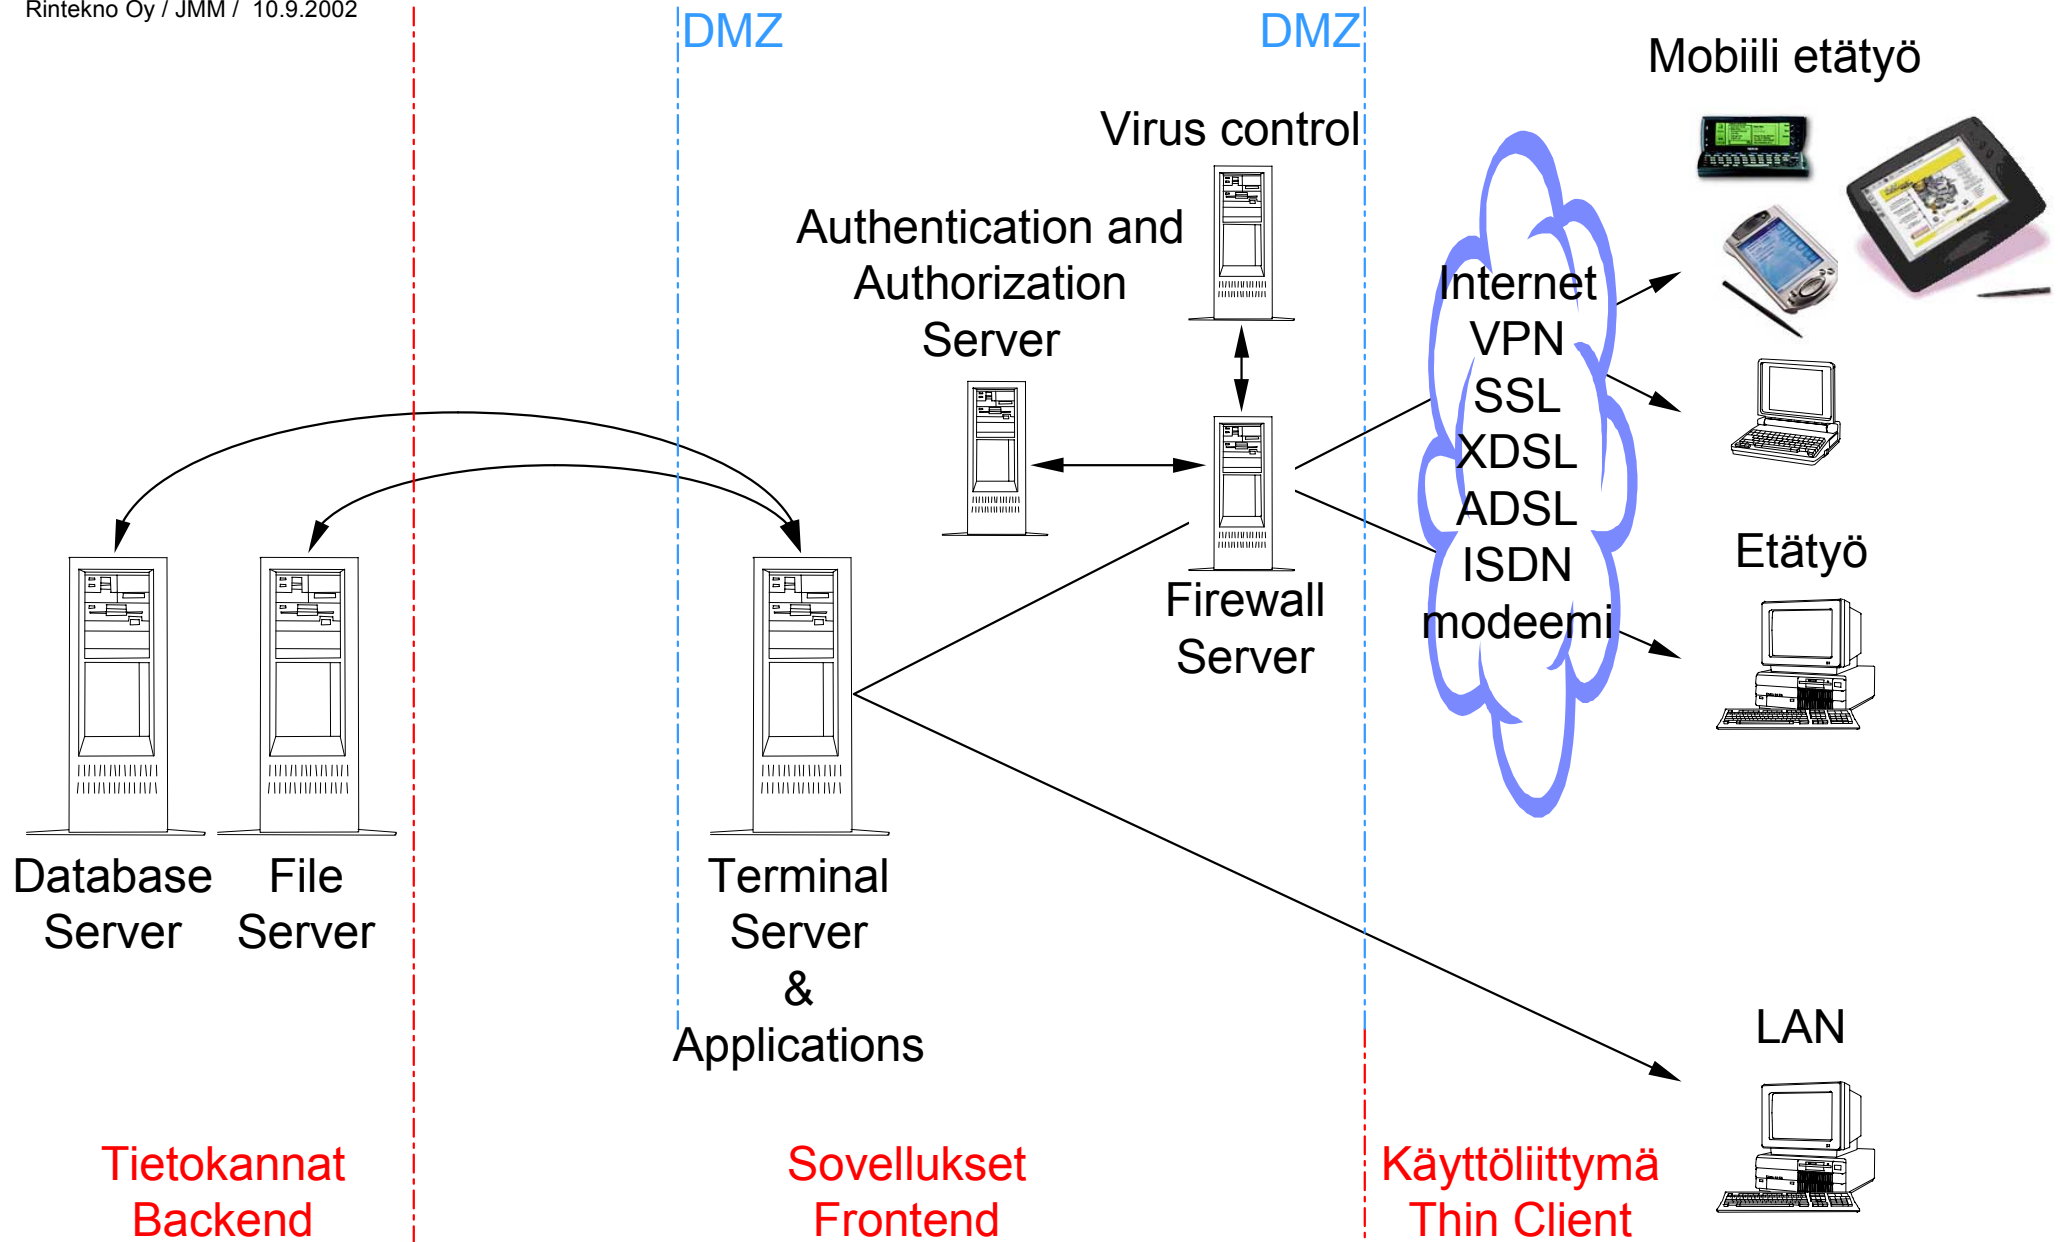 Rintekno Oy / JMM / 10.9.2002
DMZ
DMZ
Mobiili etätyö
Virus control
Authentication and
Authorization
Server
Internet
VPN
SSL
XDSL
ADSL
ISDN
modeemi
Etätyö
Firewall
Server
Database
Server
File
Server
Terminal
Server
&
Applications
LAN
Tietokannat
Backend
Sovellukset
Frontend
Käyttöliittymä
Thin Client